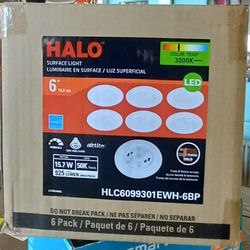 HALO
SURFACE LIGHT
LUMINAIRE EN SURFACE / LUZ SUPERFICIAL
COLOR TEMP
3000K
6"
LED
15.7 W
50K
925 LUMEN
HLC6099301EWH-6BP
DO NOT BREAK PACK / NE PAS SÉPARER / NO SEPARAR
6 Pack / Paquet de 6 / Paquete de 6